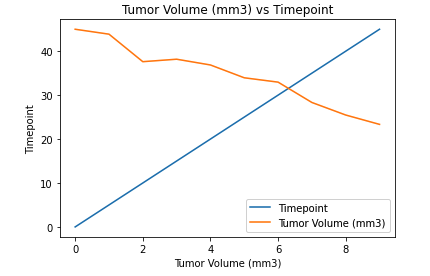 Tumor Volume (mm3) vs Timepoint
40
30
20
10
0
Timepoint
Timepoint
Tumor Volume (mm3)
0 2 4 6 8
Tumor Volume (mm3)